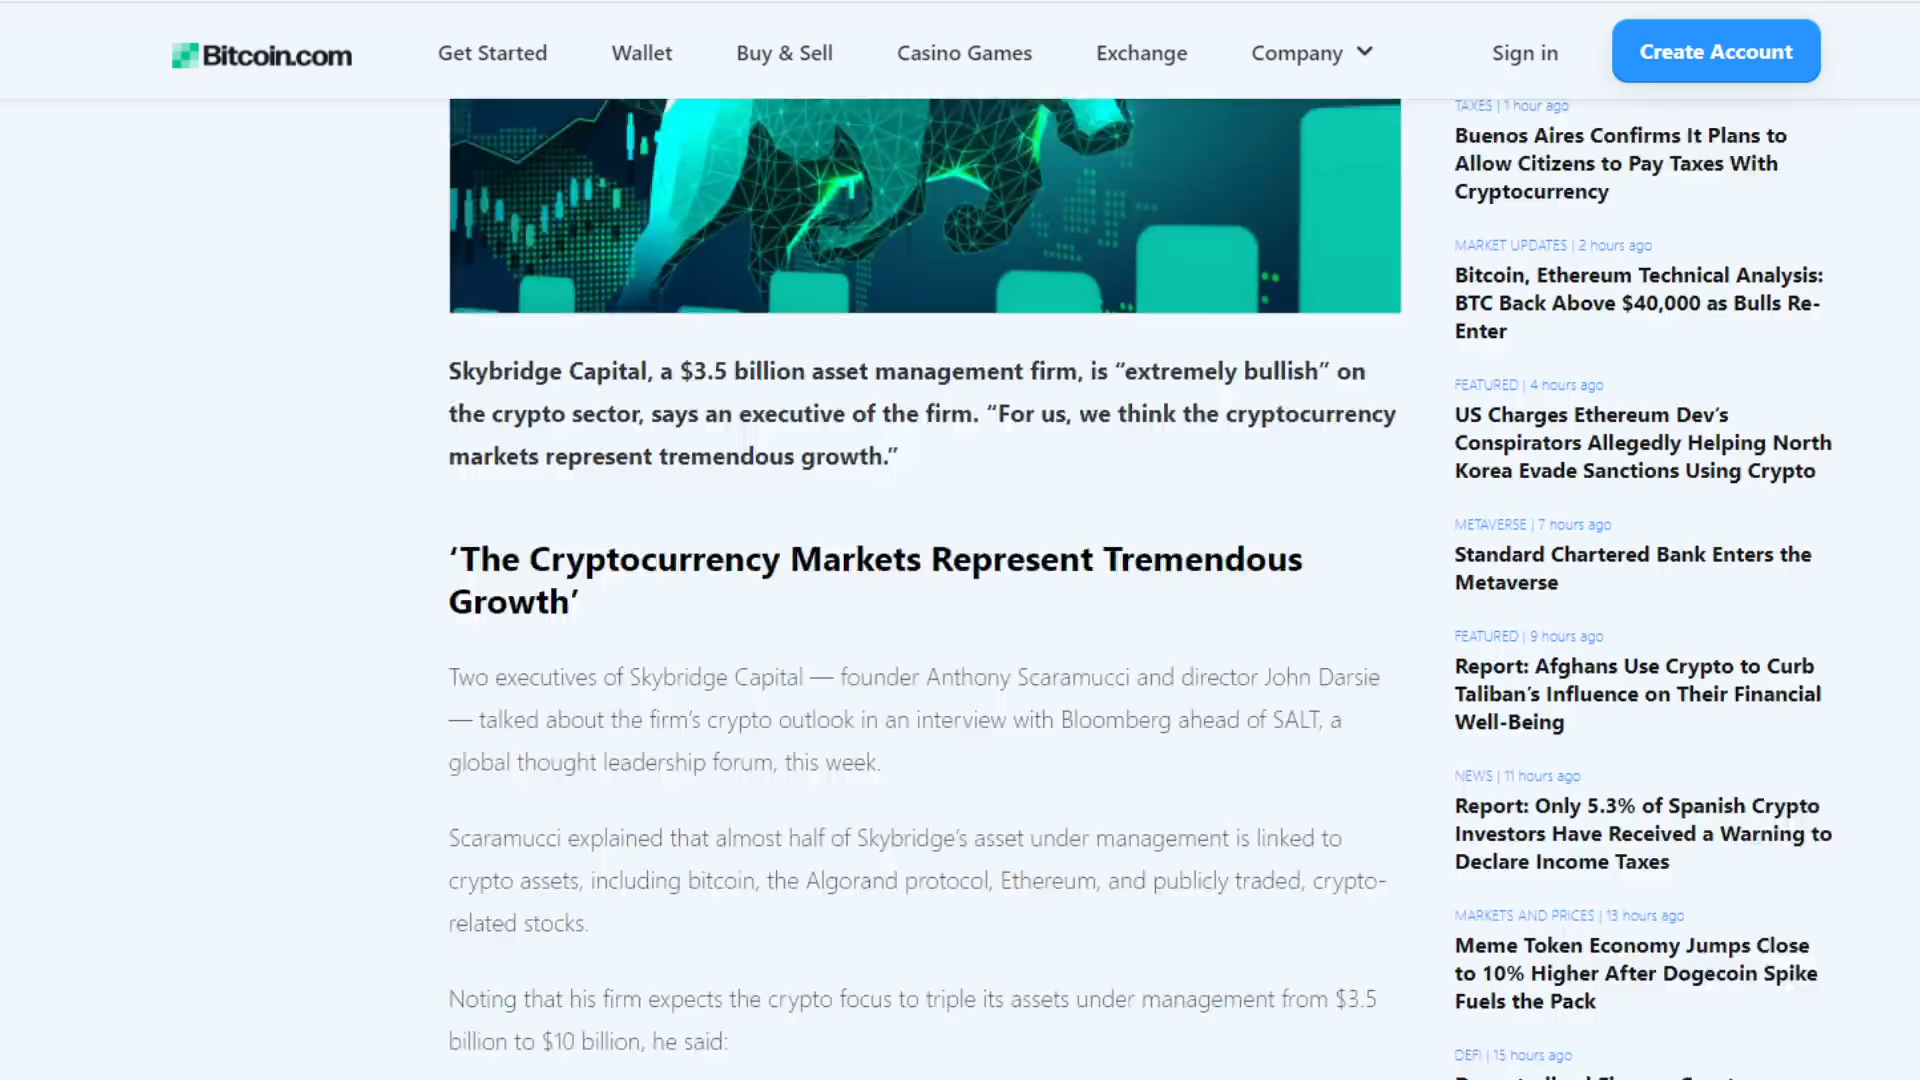 Bitcoin.com
Get Started
Wallet
Buy & Sell
Casino Games
Exchange
Company
Sign in
Create Account
Skybridge Capital, a $3.5 billion asset management firm, is “extremely bullish” on
the crypto sector, says an executive of the firm. “For us, we think the cryptocurrency
markets represent tremendous growth.”
‘The Cryptocurrency Markets Represent Tremendous
Growth’
Two executives of Skybridge Capital — founder Anthony Scaramucci and director John Darsie
— talked about the firm’s crypto outlook in an interview with Bloomberg ahead of SALT, a
global thought leadership forum, this week.
Scaramucci explained that almost half of Skybridge’s asset under management is linked to
crypto assets, including bitcoin, the Algorand protocol, Ethereum, and publicly traded, crypto-
related stocks.
Noting that his firm expects the crypto focus to triple its assets under management from $3.5
billion to $10 billion, he said:
TAXES | 1 hour ago
Buenos Aires Confirms It Plans to
Allow Citizens to Pay Taxes With
Cryptocurrency
MARKET UPDATES | 2 hours ago
Bitcoin, Ethereum Technical Analysis:
BTC Back Above $40,000 as Bulls Re-
Enter
FEATURED | 4 hours ago
US Charges Ethereum Dev’s
Conspirators Allegedly Helping North
Korea Evade Sanctions Using Crypto
METAVERSE | 7 hours ago
Standard Chartered Bank Enters the
Metaverse
FEATURED | 9 hours ago
Report: Afghans Use Crypto to Curb
Taliban’s Influence on Their Financial
Well-Being
NEWS | 11 hours ago
Report: Only 5.3% of Spanish Crypto
Investors Have Received a Warning to
Declare Income Taxes
MARKETS AND PRICES | 13 hours ago
Meme Token Economy Jumps Close
to 10% Higher After Dogecoin Spike
Fuels the Pack
DEFI | 15 hours ago